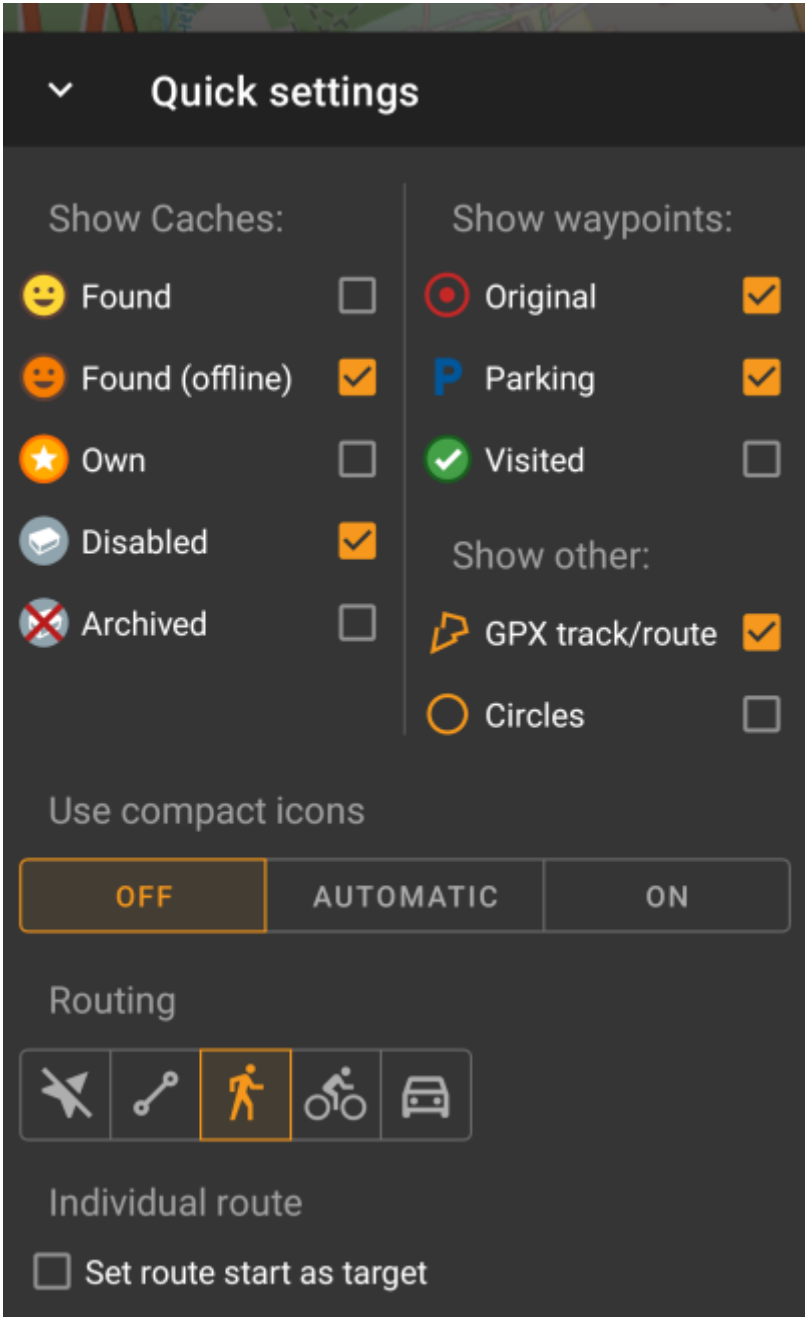 Quick settings
Show Caches:
Found
Found (offline)
Own
Disabled
Archived
Show waypoints:
Original
P Parking
Visited
Show other:
GPX track/route
Circles
Use compact icons
OFF AUTOMATIC ON
Routing
Individual route
Set route start as target